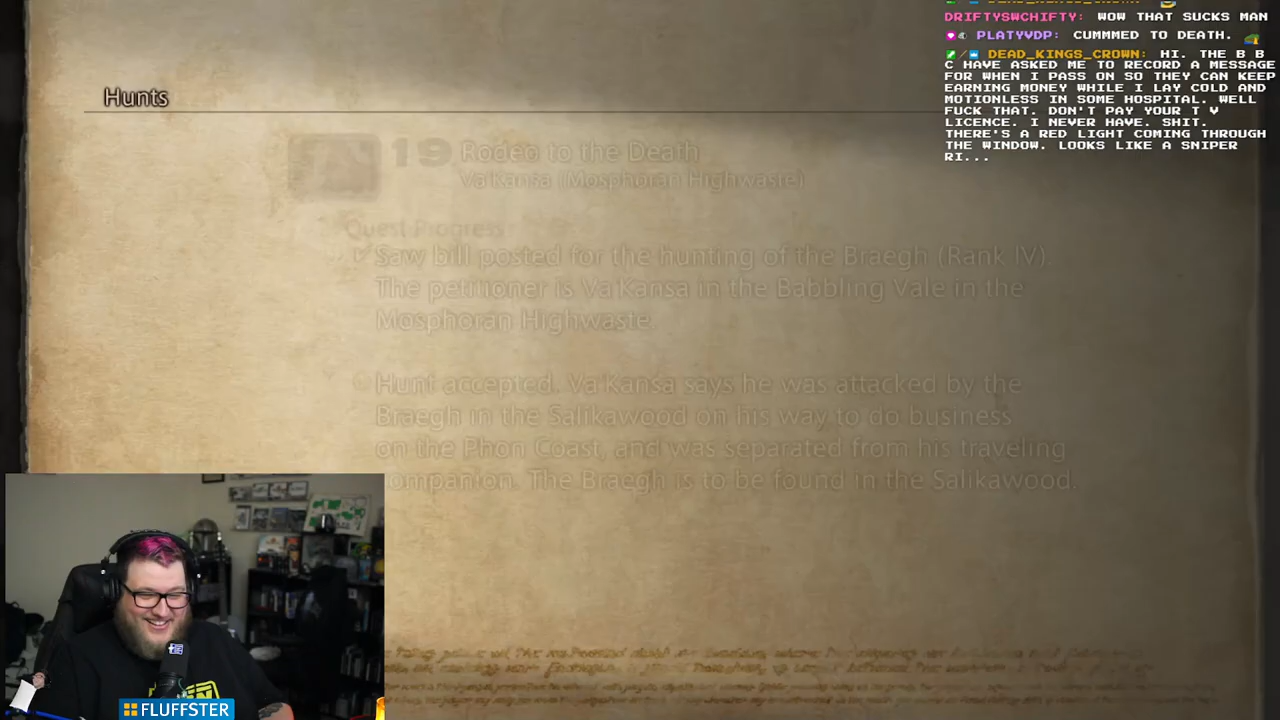 DRIFTYSWCHIFTY: WOW THAT SUCKS MAN
PLATYVDP: CUMMMED TO DEATH.
DEAD_KINGS_CROWN: HI. THE B B
C HAVE ASKED ME TO RECORD A MESSAGE
FOR WHEN I PASS ON SO THEY CAN KEEP
EARNING MONEY WHILE I LAY COLD AND
MOTIONLESS IN SOME HOSPITAL. WELL
FUCK THAT. DON'T PAY YOUR T V
LICENCE. I NEVER HAVE. SHIT.
THERE'S A RED LIGHT COMING THROUGH
THE WINDOW. LOOKS LIKE A SNIPER
RI...
Hunts
19 Rodeo to the Death
Va'Kansa (Mosphoran Highwaste)
Quest Progress
Saw bill posted for the hunting of the Braegh (Rank IV).
The petitioner is Va'Kansa in the Babbling Vale in the
Mosphoran Highwaste.
Hunt accepted. Va'Kansa says he was attacked by the
Braegh in the Salikawood on his way to do business
on the Phon Coast, and was separated from his traveling
ompanion. The Braegh is to be found in the Salikawood.
FLUFFSTER